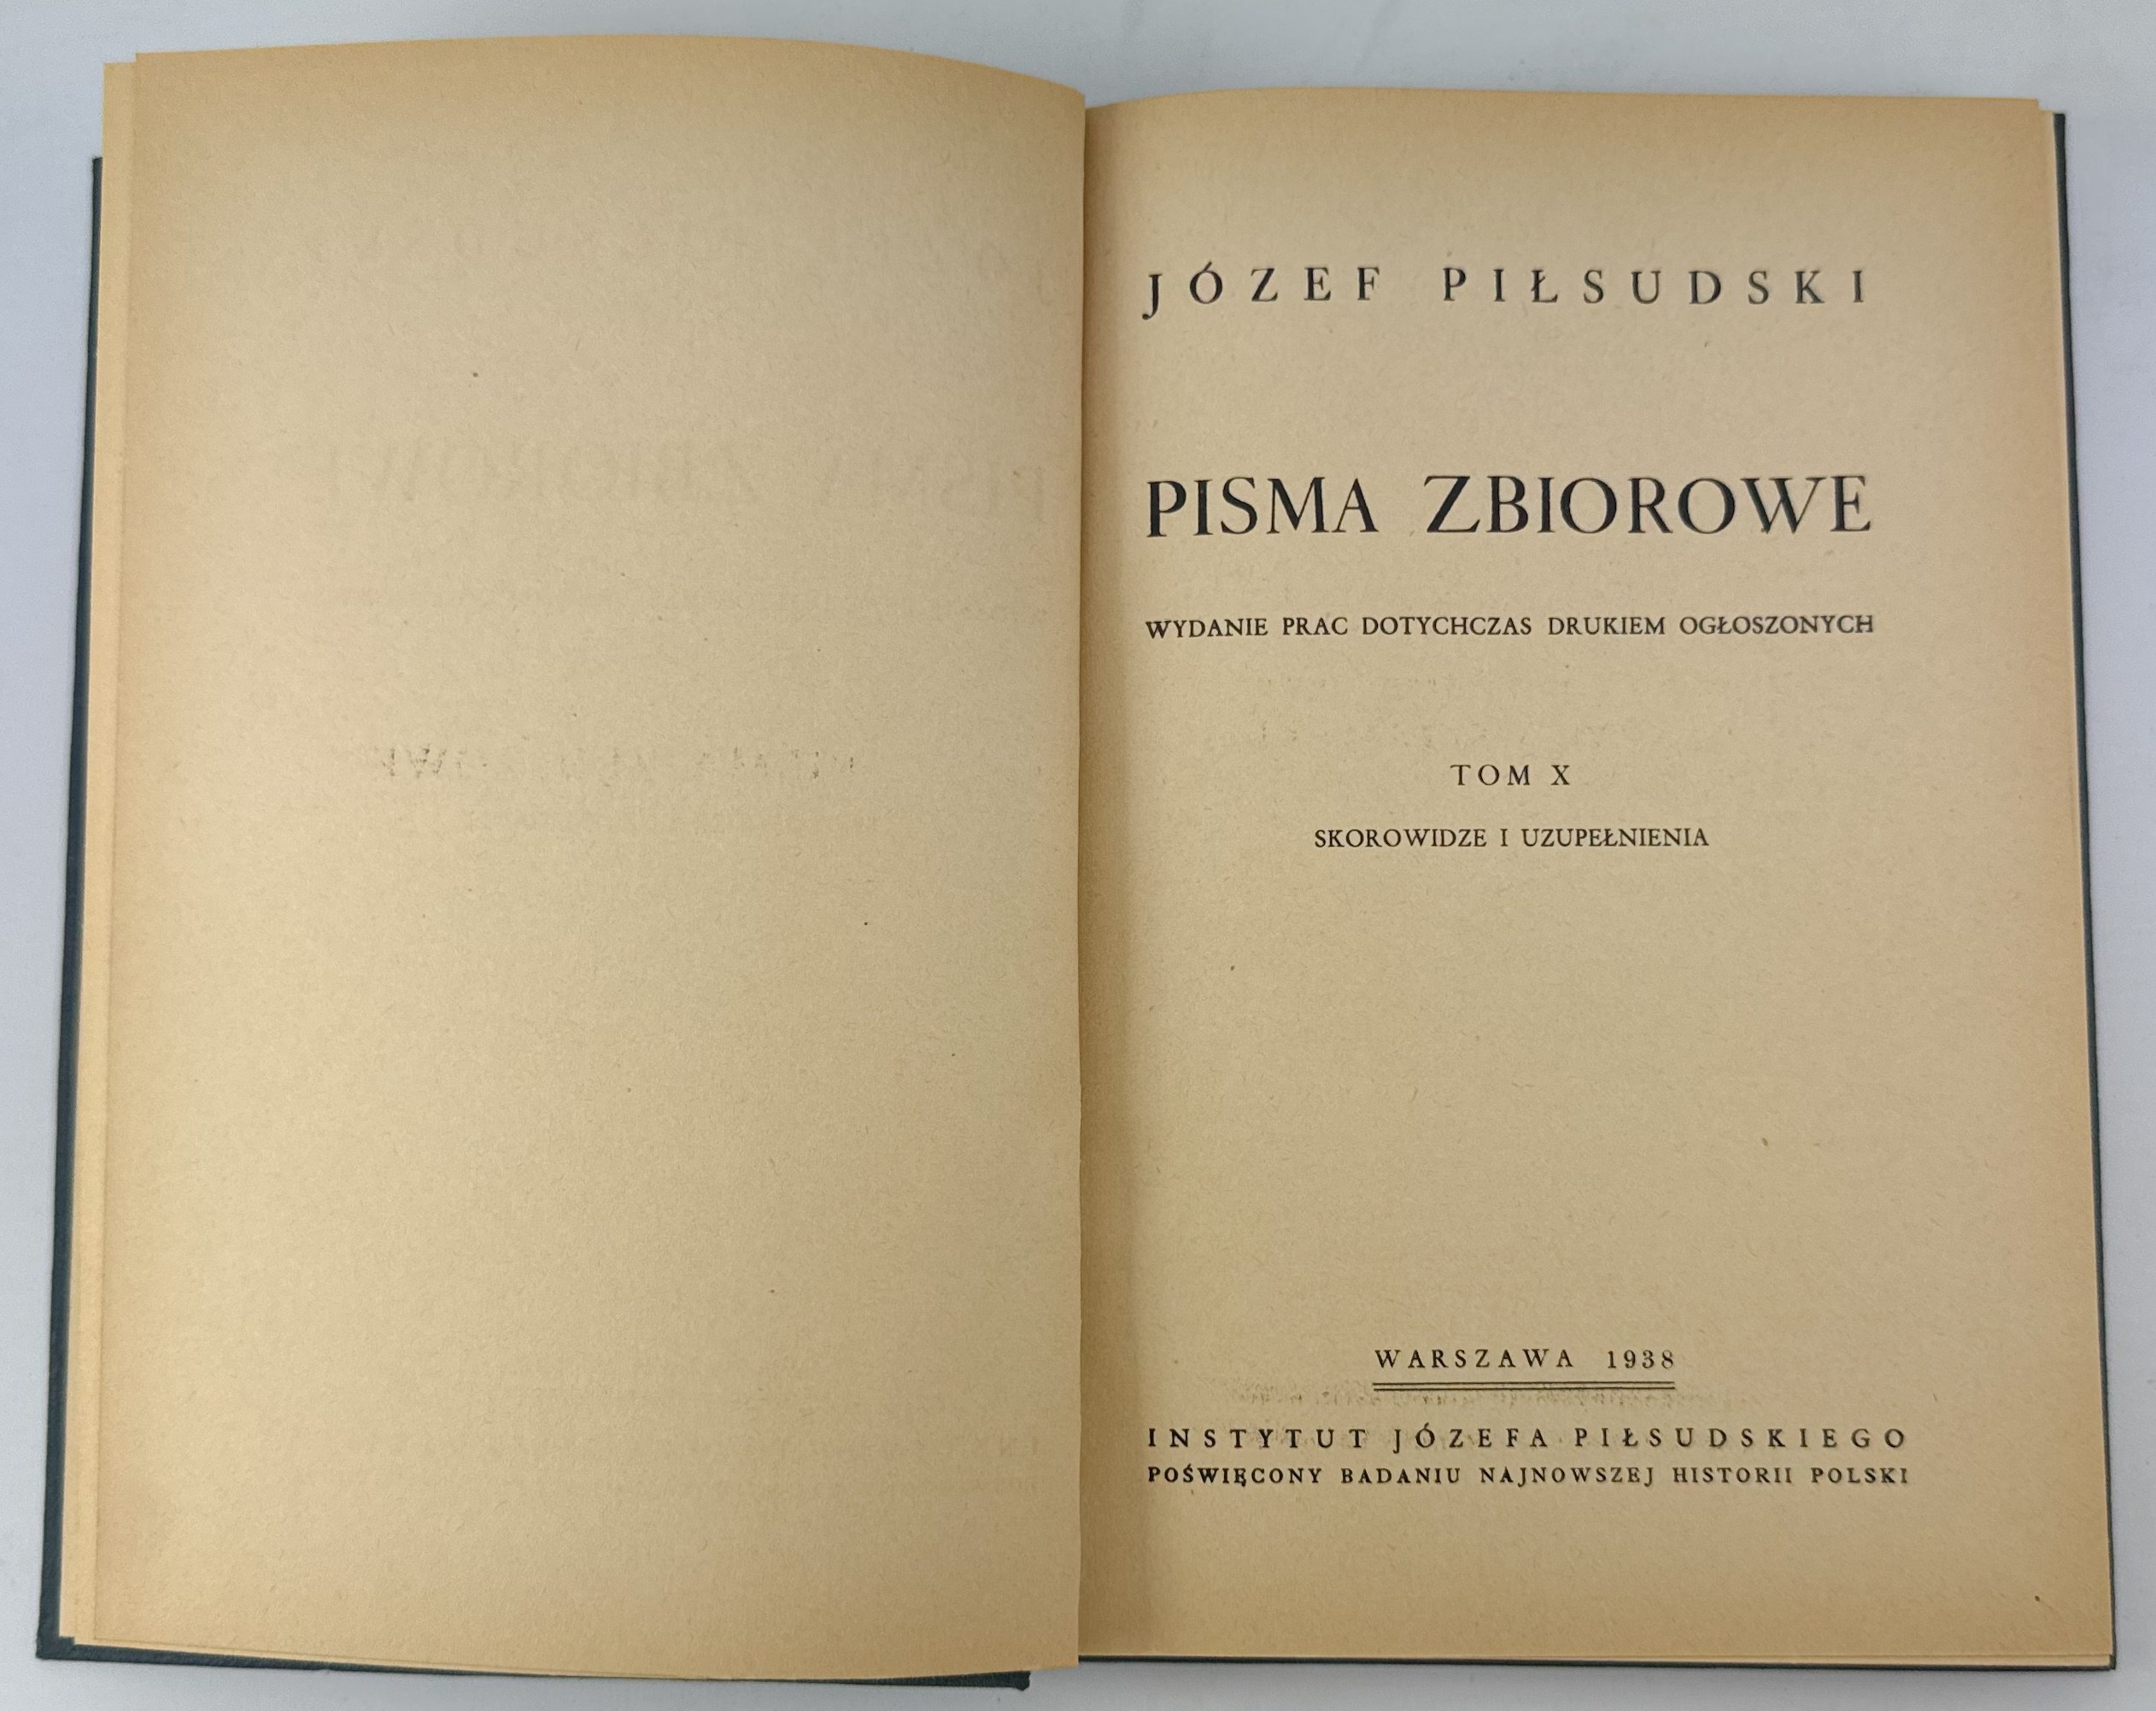 JÓZEF PIŁSUDSKI
PISMA ZBIOROWE
WYDANIE PRAC DOTYCHCZAS DRUKIEM OGŁOSZONYCH
TOM X
SKOROWIDZE I UZUPEŁNIENIA
WARSZAWA 1938
INSTYTUT JÓZEFA PIŁSUDSKIEGO
POŚWIĘCONY BADANIU NAJNOWSZEJ HISTORII POLSKI